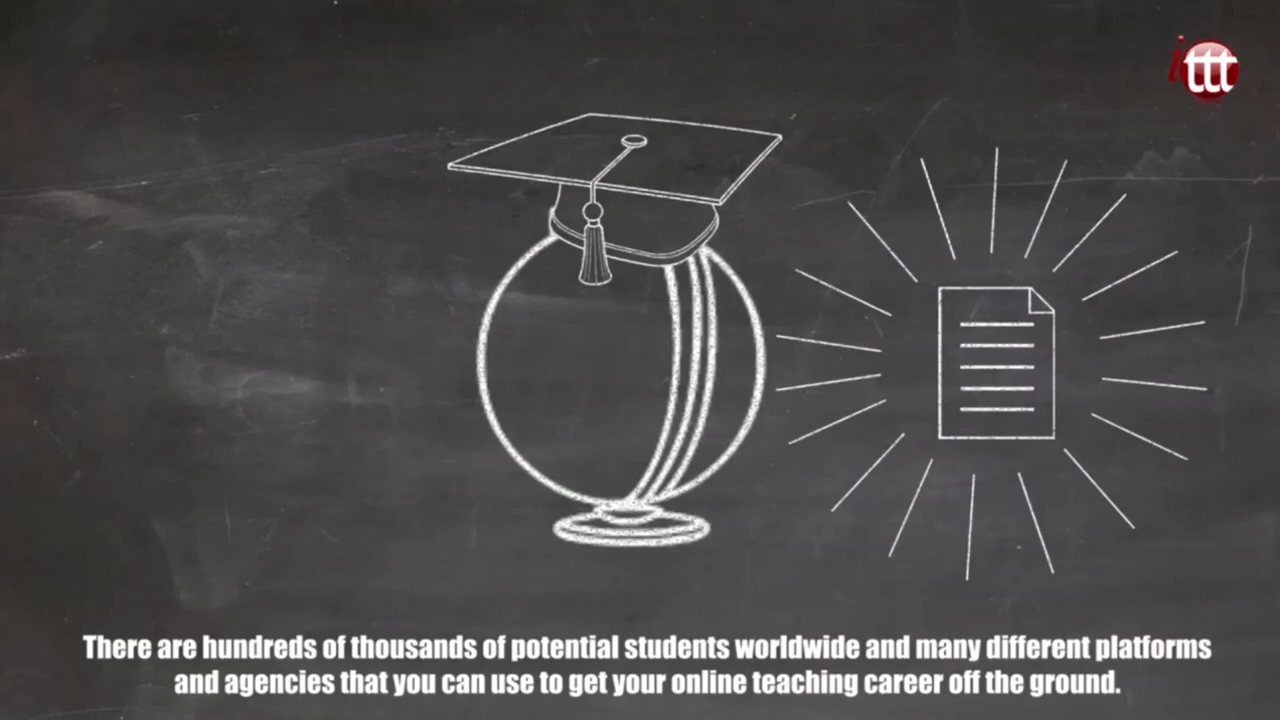 ittt
There are hundreds of thousands of potential students worldwide and many different platforms
and agencies that you can use to get your online teaching career off the ground.